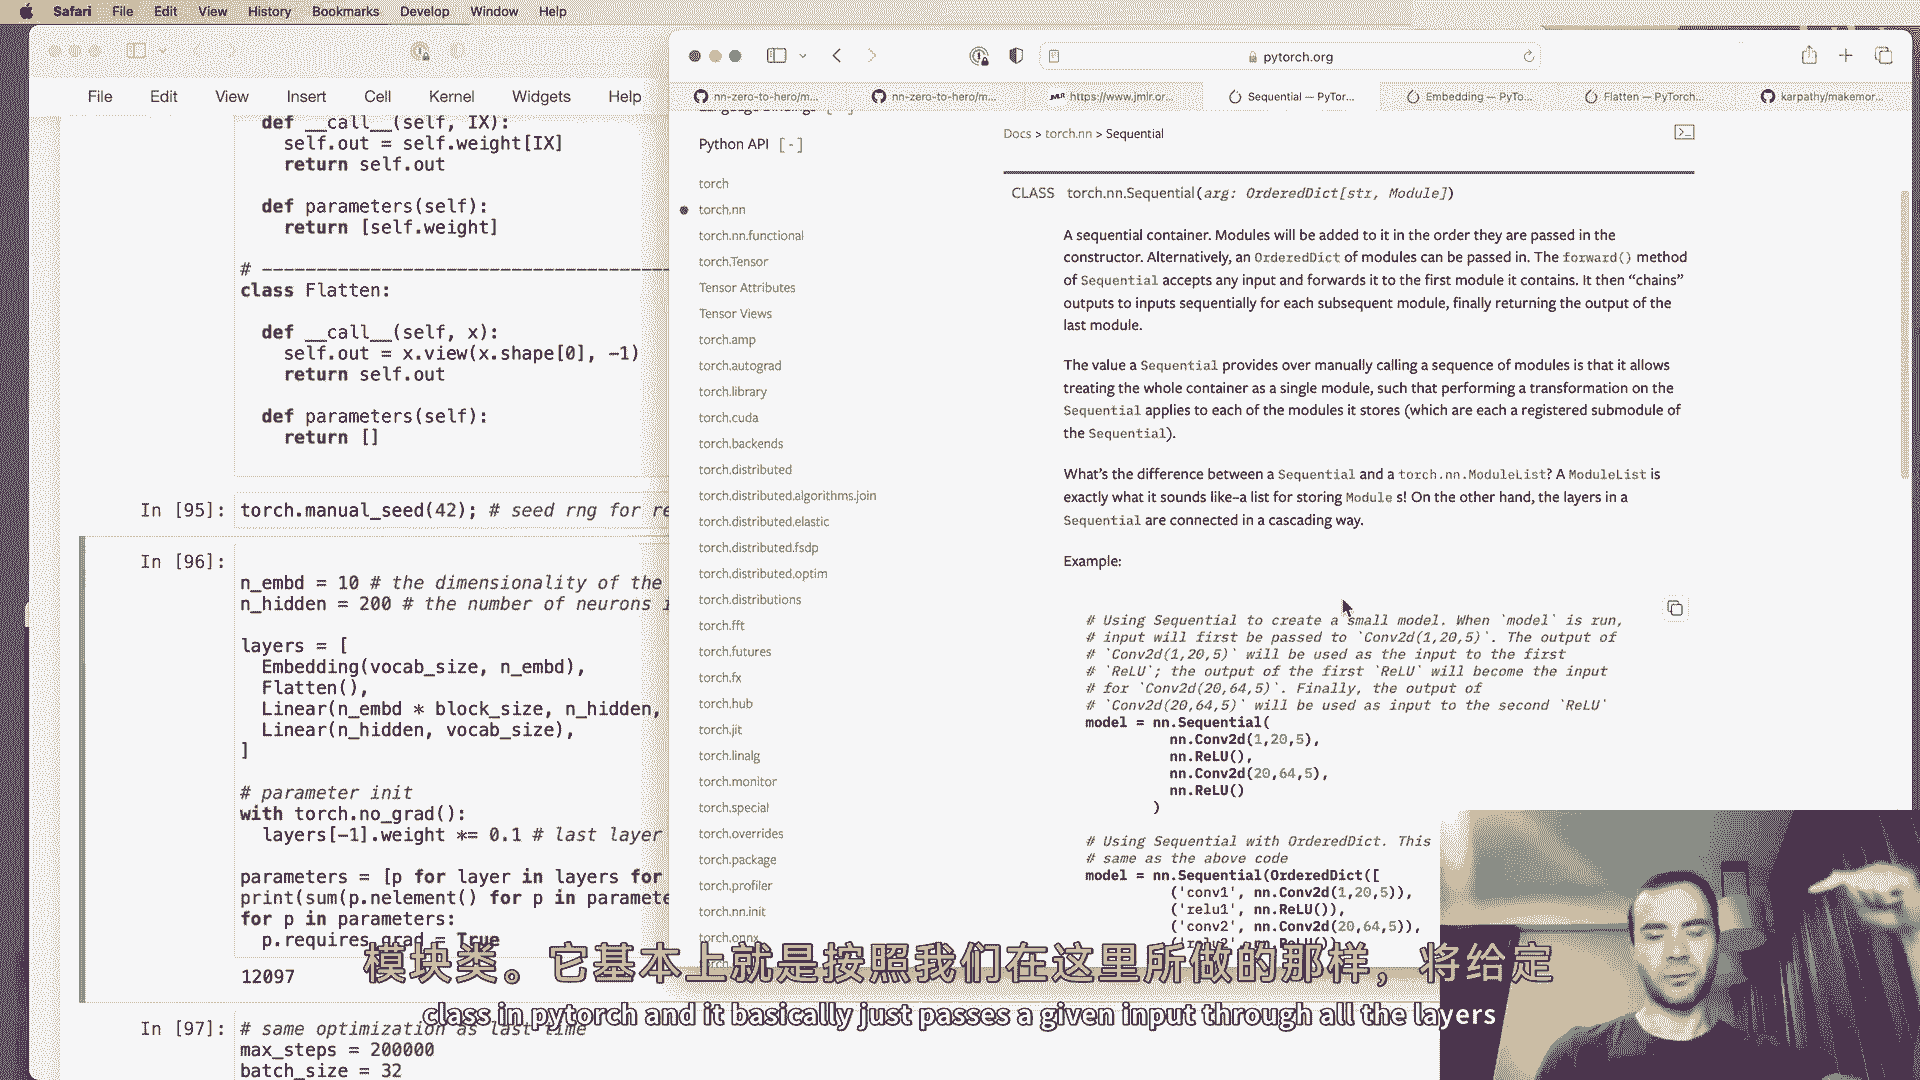 Safari File Edit View History Bookmarks Develop Window Help
File Edit View Insert Cell Kernel Widgets Help
def __call__(self, IX):
self.out = self.weight[IX]
return self.out
def parameters(self):
return [self.weight]
class Flatten:
def __call__(self, x):
self.out = x.view(x.shape[0], -1)
return self.out
def parameters(self):
return []
In [95]: torch.manual_seed(42); # seed rng for re
In [96]:
n_embd = 10 # the dimensionality of the
n_hidden = 200 # the number of neurons
layers = [
Embedding(vocab_size, n_embd),
Flatten(),
Linear(n_embd * block_size, n_hidden,
Linear(n_hidden, vocab_size),
]
# parameter init
with torch.no_grad():
layers[-1].weight *= 0.1 # last layer
parameters = [p for layer in layers for
print(sum(p.nelement() for p in paramete
for p in parameters:
p.requires_grad = True
12097
In [97]: # same optimization as last time
max_steps = 200000
batch_size = 32
pytorch.org
nn-zero-to-hero/m...
nn-zero-to-hero/m...
https://www.jmlr.or...
Sequential — PyTor...
Embedding — PyTo...
Flatten — PyTorch...
karpathy/makemor...
Python API [ - ]
torch
torch.nn
torch.nn.functional
torch.Tensor
Tensor Attributes
Tensor Views
torch.amp
torch.autograd
torch.library
torch.cuda
torch.backends
torch.distributed
torch.distributed.algorithms.join
torch.distributed.elastic
torch.distributed.fsdp
torch.distributed.optim
torch.distributions
torch.fft
torch.futures
torch.fx
torch.hub
torch.jit
torch.linalg
torch.monitor
torch.special
torch.overrides
torch.package
torch.profiler
torch.nn.init
torch.onnx
Docs > torch.nn > Sequential
CLASS torch.nn.Sequential(arg: OrderedDict[str, Module])
A sequential container. Modules will be added to it in the order they are passed in the
constructor. Alternatively, an OrderedDict of modules can be passed in. The forward() method
of Sequential accepts any input and forwards it to the first module it contains. It then “chains”
outputs to inputs sequentially for each subsequent module, finally returning the output of the
last module.
The value a Sequential provides over manually calling a sequence of modules is that it allows
treating the whole container as a single module, such that performing a transformation on the
Sequential applies to each of the modules it stores (which are each a registered submodule of
the Sequential).
What’s the difference between a Sequential and a torch.nn.ModuleList? A ModuleList is
exactly what it sounds like–a list for storing Module s! On the other hand, the layers in a
Sequential are connected in a cascading way.
Example:
# Using Sequential to create a small model. When `model` is run,
# input will first be passed to `Conv2d(1,20,5)`. The output of
# `Conv2d(1,20,5)` will be used as the input to the first
# `ReLU`; the output of the first `ReLU` will become the input
# for `Conv2d(20,64,5)`. Finally, the output of
# `Conv2d(20,64,5)` will be used as input to the second `ReLU`
model = nn.Sequential(
nn.Conv2d(1,20,5),
nn.ReLU(),
nn.Conv2d(20,64,5),
nn.ReLU()
)
# Using Sequential with OrderedDict. This
# same as the above code
model = nn.Sequential(OrderedDict([
('conv1', nn.Conv2d(1,20,5)),
('relu1', nn.ReLU()),
('conv2', nn.Conv2d(20,64,5)),
('relu2', nn.ReLU())
模块类。它基本上就是按照我们在这里所做的那样，将给定
class in pytorch and it basically just passes a given input through all the layers